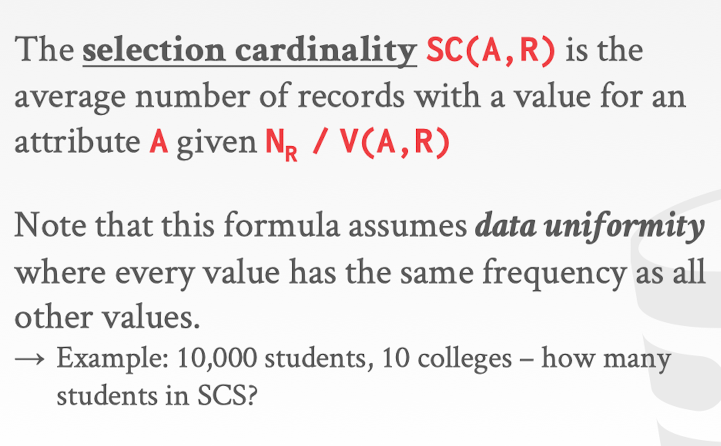 The selection cardinality SC(A,R) is the
average number of records with a value for an
attribute A given NR / V(A,R)
Note that this formula assumes data uniformity
where every value has the same frequency as all
other values.
→ Example: 10,000 students, 10 colleges – how many
students in SCS?